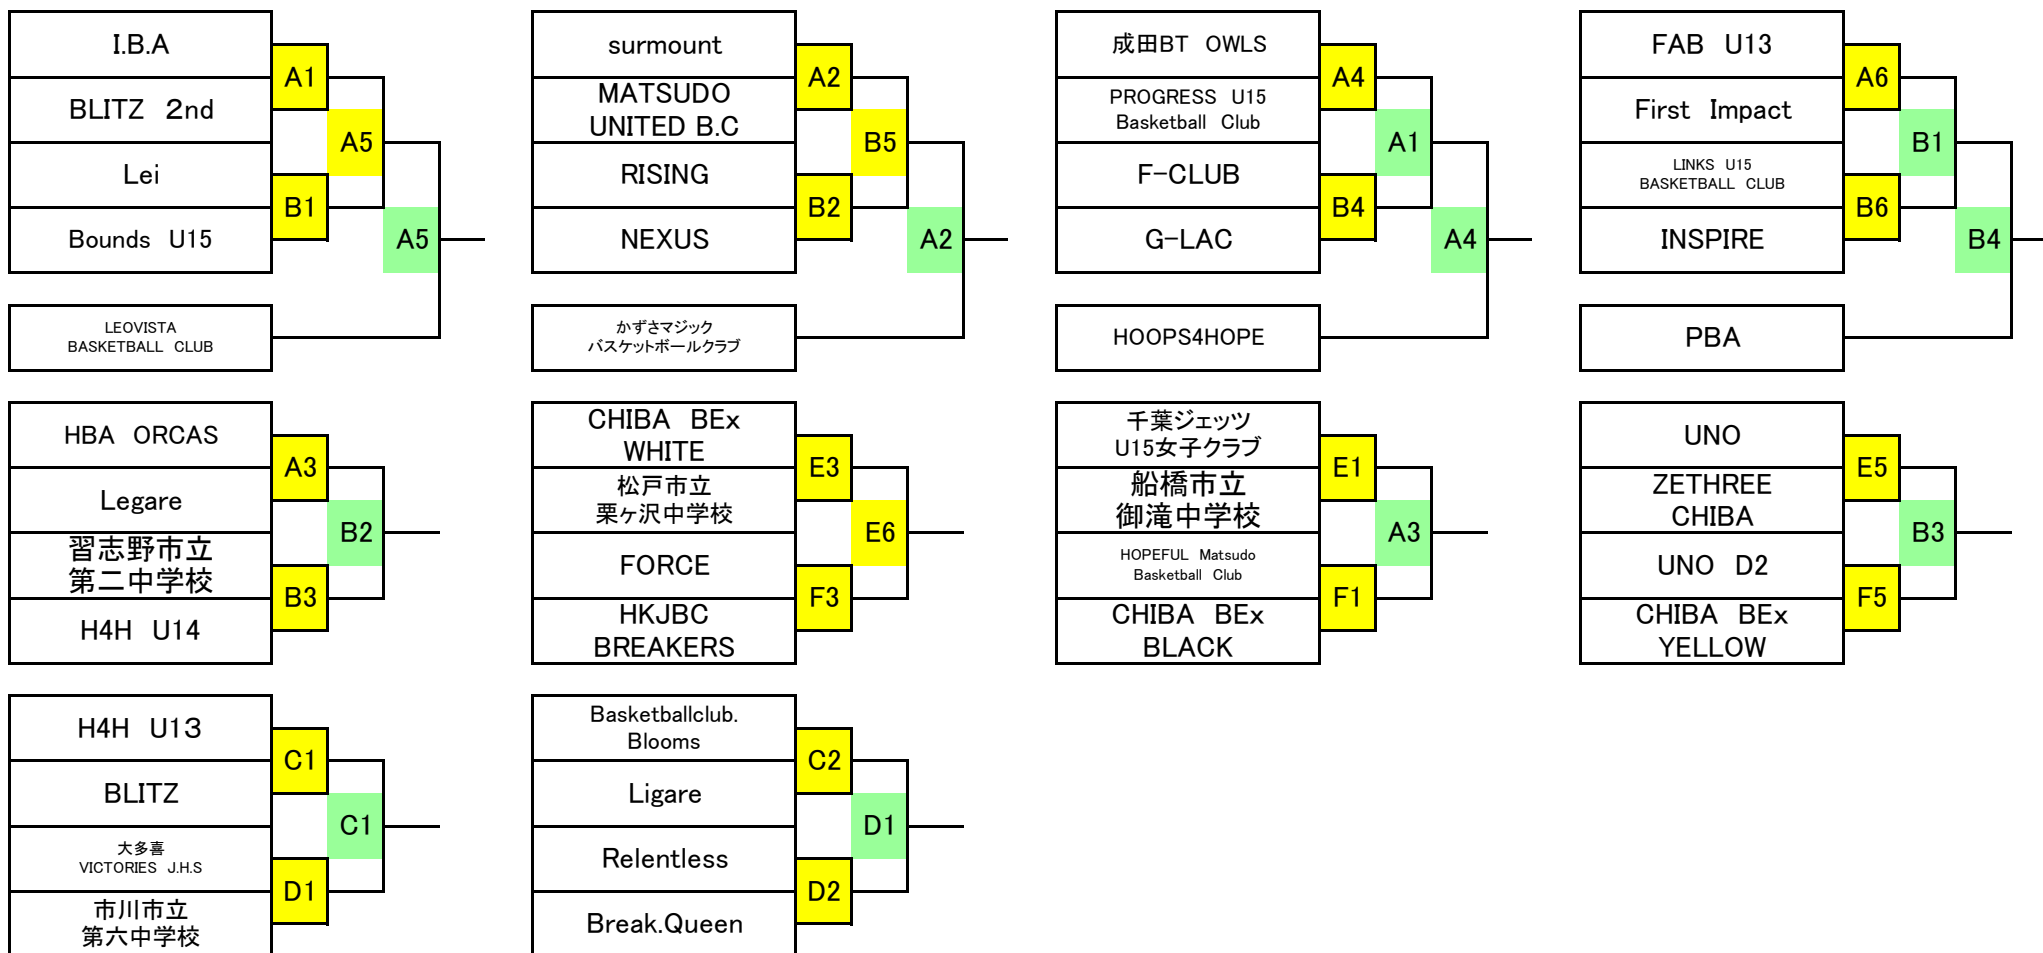 I.B.A
BLITZ 2nd
Lei
Bounds U15
LEOVISTA
BASKETBALL CLUB
A1
B1
A5
A5
surmount
MATSUDO
UNITED B.C
RISING
NEXUS
かずさマジック
バスケットボールクラブ
A2
B2
B5
A2
成田BT OWLS
PROGRESS U15
Basketball Club
F-CLUB
G-LAC
HOOPS4HOPE
A4
B4
A1
A4
FAB U13
First Impact
LINKS U15
BASKETBALL CLUB
INSPIRE
PBA
A6
B6
B1
B4
HBA ORCAS
Legare
習志野市立
第二中学校
H4H U14
A3
B3
B2
CHIBA BEx
WHITE
松戸市立
栗ヶ沢中学校
FORCE
HKJBC
BREAKERS
E3
F3
E6
千葉ジェッツ
U15女子クラブ
船橋市立
御滝中学校
HOPEFUL Matsudo
Basketball Club
CHIBA BEx
BLACK
E1
F1
A3
UNO
ZETHREE
CHIBA
UNO D2
CHIBA BEx
YELLOW
E5
F5
B3
H4H U13
BLITZ
大多喜
VICTORIES J.H.S
市川市立
第六中学校
C1
D1
C1
Basketballclub.
Blooms
Ligare
Relentless
Break.Queen
C2
D2
D1